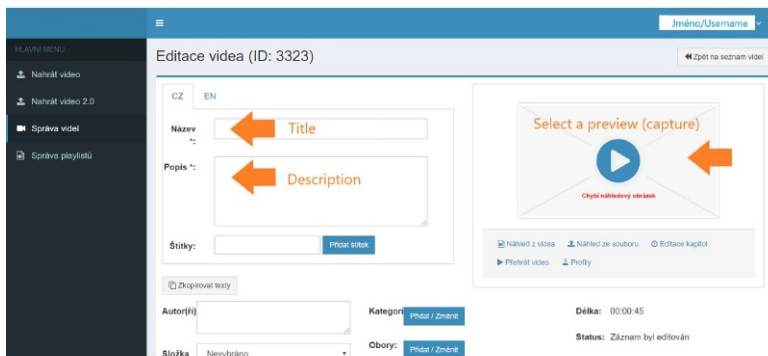 Jméno/Username
HLAVNÍ MENU
Nahrát video
Nahrát video 2.0
Správa videí
Správa playlistů
Editace videa (ID: 3323)
Zpět na seznam videí
CZ EN
Název *:
Title
Popis *:
Description
Štítky:
Přidat štítek
Select a preview (capture)
Chybí náhledový obrázek
Náhled z videa Náhled ze souboru Editace kapitol
Přehrát video Profily
Zkopírovat texty
Autor(ři)
Kategori
Přidat / Změnit
Délka: 00:00:45
Obory:
Přidat / Změnit
Status: Záznam byl editován
Složka
Nevybráno